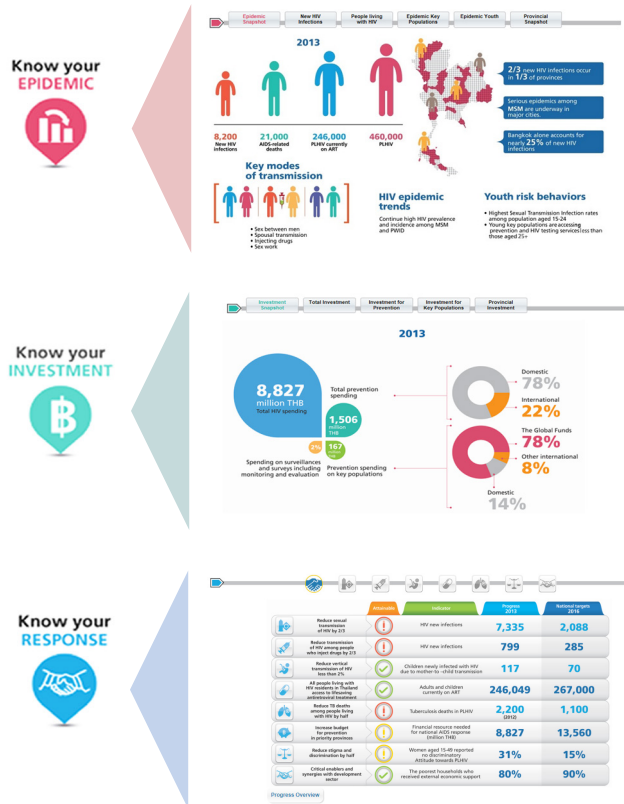 Know your
EPIDEMIC
Epidemic
Snapshot
New HIV
Infections
People living
with HIV
Epidemic Key
Populations
Epidemic Youth
Provincial
Snapshot
2013
8,200
New HIV
infections
21,000
AIDS-related
deaths
246,000
PLHIV currently
on ART
460,000
PLHIV
2/3 new HIV infections occur
in 1/3 of provinces
Serious epidemics among
MSM are underway in
major cities.
Bangkok alone accounts for
nearly 25% of new HIV
infections
Key modes
of transmission
• Sex between men
• Spousal transmission
• Injecting drugs
• Sex work
HIV epidemic
trends
Continue high HIV prevalence
and incidence among MSM
and PWID
Youth risk behaviors
• Highest Sexual Transmission Infection rates
among population aged 15-24
• Young key populations are accessing
prevention and HIV testing services less than
those aged 25+
Know your
INVESTMENT
Investment
Snapshot
Total Investment
Investment for
Prevention
Investment for
Key Populations
Provincial
Investment
2013
8,827
million THB
Total HIV spending
Total prevention
spending
1,506
million
THB
2%
167
million
THB
Spending on surveillances
and surveys including
monitoring and evaluation
Prevention spending
on key populations
Domestic
78%
International
22%
The Global Funds
78%
Other international
8%
Domestic
14%
Know your
RESPONSE
Attainable
Indicator
Progress
2013
National targets
2016
Reduce sexual
transmission
of HIV by 2/3
HIV new infections
7,335
2,088
Reduce transmission
of HIV among people
who inject drugs by 2/3
HIV new infections
799
285
Reduce vertical
transmission of HIV
less than 2%
Children newly infected with HIV
due to mother-to-child transmission
117
70
All people living with
HIV residents in Thailand
access to lifesaving
antiretroviral treatment
Adults and children
currently on ART
246,049
267,000
Reduce TB deaths
among people living
with HIV by half
Tuberculosis deaths in PLHIV
2,200
(2012)
1,100
Increase budget
for prevention
in priority provinces
Financial resource needed
for national AIDS response
(million THB)
8,827
13,560
Reduce stigma and
discrimination by half
Women aged 15-49 reported
no discriminatory
Attitude towards PLHIV
31%
15%
Critical enablers and
synergies with development
sector
The poorest households who
received external economic support
80%
90%
Progress Overview